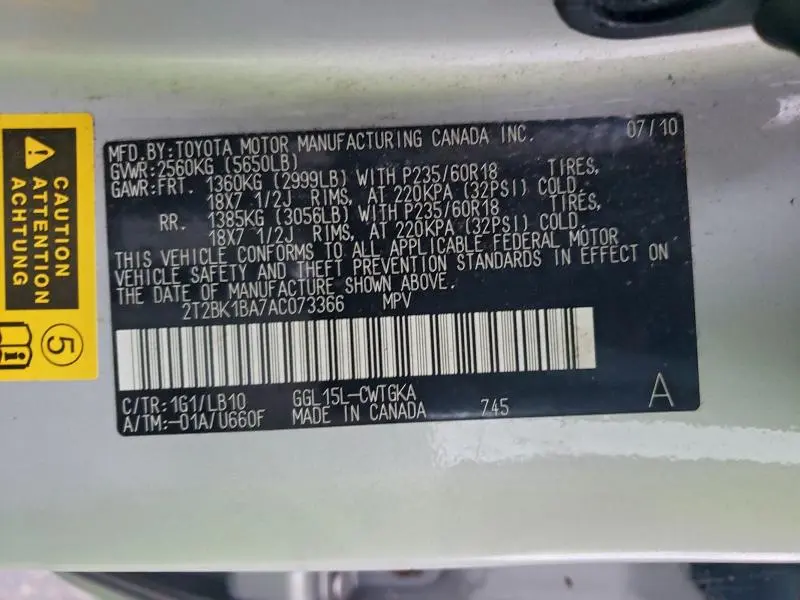 MFD.BY:TOYOTA MOTOR MANUFACTURING CANADA INC. 07/10
GVWR:2560KG (5650LB)
GAWR:FRT. 1360KG (2999LB) WITH P235/60R18 TIRES,
18X7 1/2J RIMS, AT 220KPA (32PSI) COLD.
RR. 1385KG (3056LB) WITH P235/60R18 TIRES,
18X7 1/2J RIMS, AT 220KPA (32PSI) COLD.
THIS VEHICLE CONFORMS TO ALL APPLICABLE FEDERAL MOTOR
VEHICLE SAFETY AND THEFT PREVENTION STANDARDS IN EFFECT ON
THE DATE OF MANUFACTURE SHOWN ABOVE.
2T2BK1BA7AC073366 MPV
C/TR:1G1/LB10 GGL15L-CWTGKA
A/TM:-01A/U660F MADE IN CANADA 745 A
CAUTION
ATTENTION
ACHTUNG
5